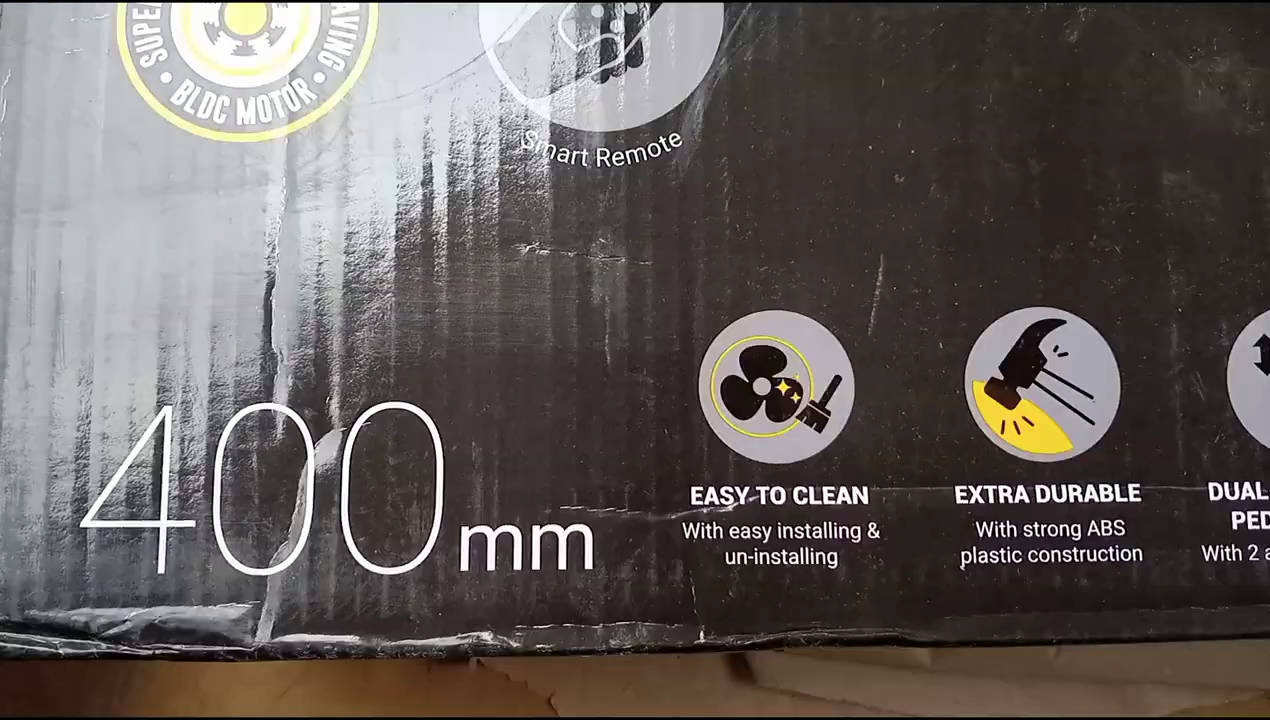 BLDC MOTOR
Smart Remote
400mm
EASY TO CLEAN
With easy installing &
un-installing
EXTRA DURABLE
With strong ABS
plastic construction
DUAL
With 2